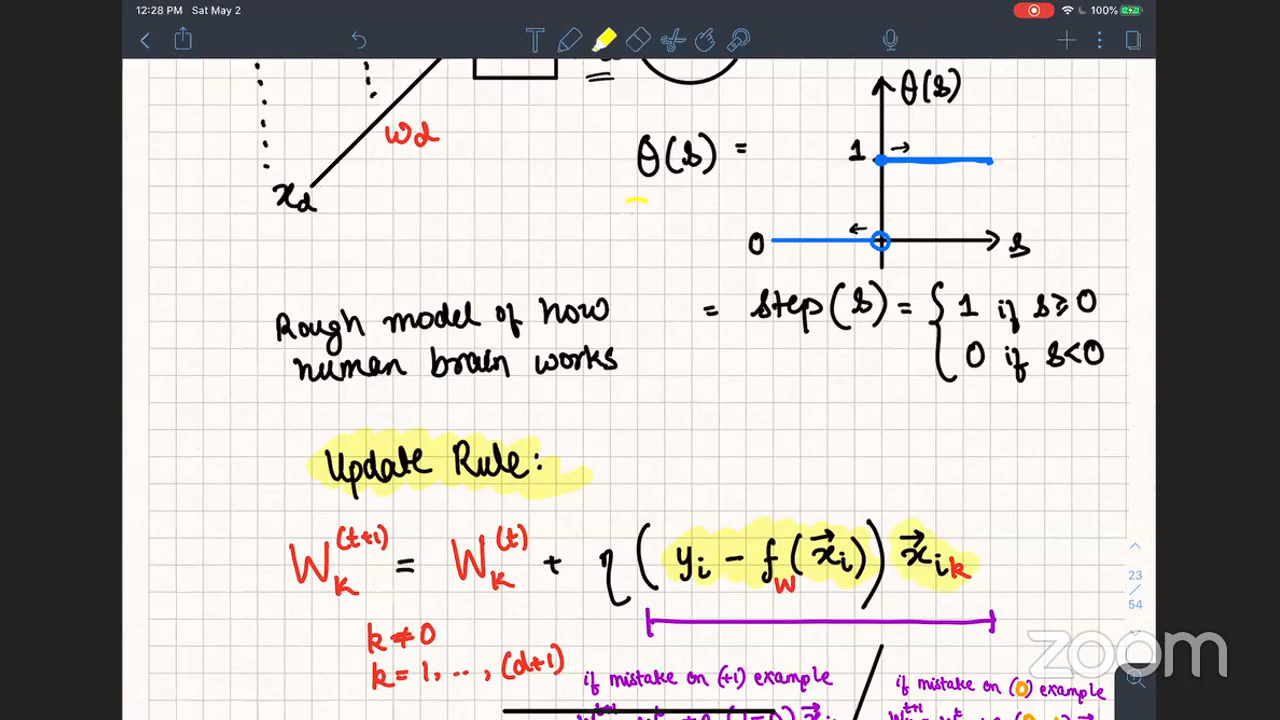 12:28 PM Sat May 2
100%
wd
xd
θ(s) =
θ(s)
1
0
s
= step(s) = { 1 if s ≥ 0
0 if s < 0
Rough model of how
human brain works
Update Rule:
W_k^(t+1) = W_k^(t) + η ( y_i - f_w(x⃗_i) ) x⃗_ik
k ≠ 0
k = 1, .., (d+1)
if mistake on (+1) example
if mistake on (0) example
23
/
54
zoom